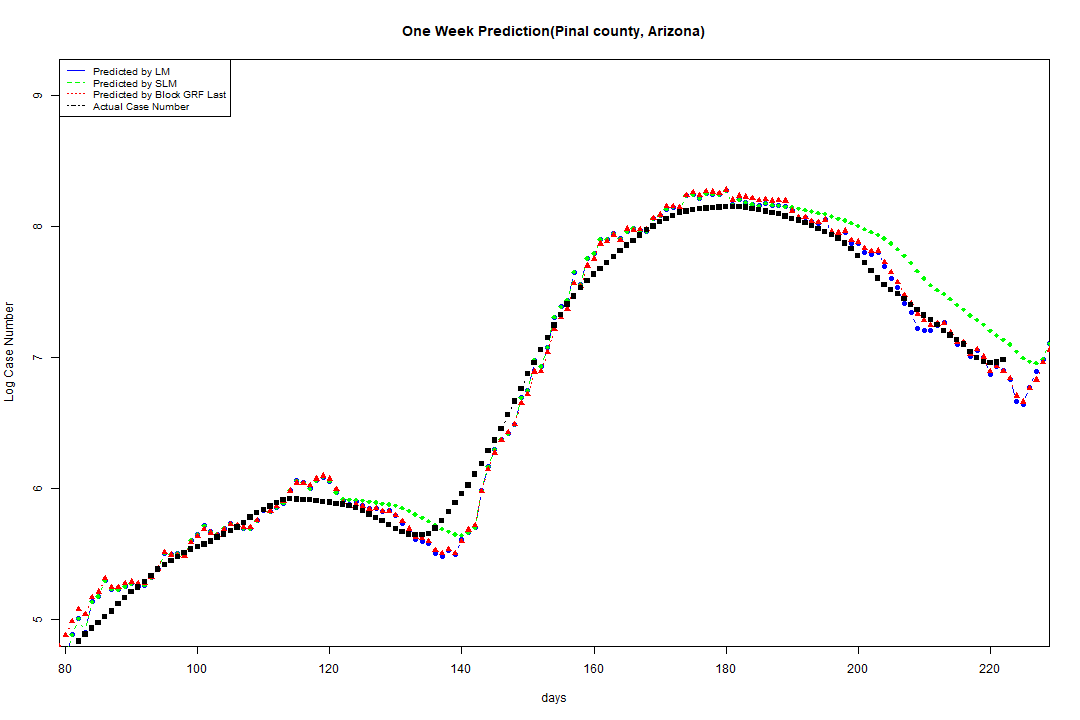 One Week Prediction(Pinal county, Arizona)
Predicted by LM
Predicted by SLM
Predicted by Block GRF Last
Actual Case Number
9
8
7
6
5
Log Case Number
80 100 120 140 160 180 200 220
days